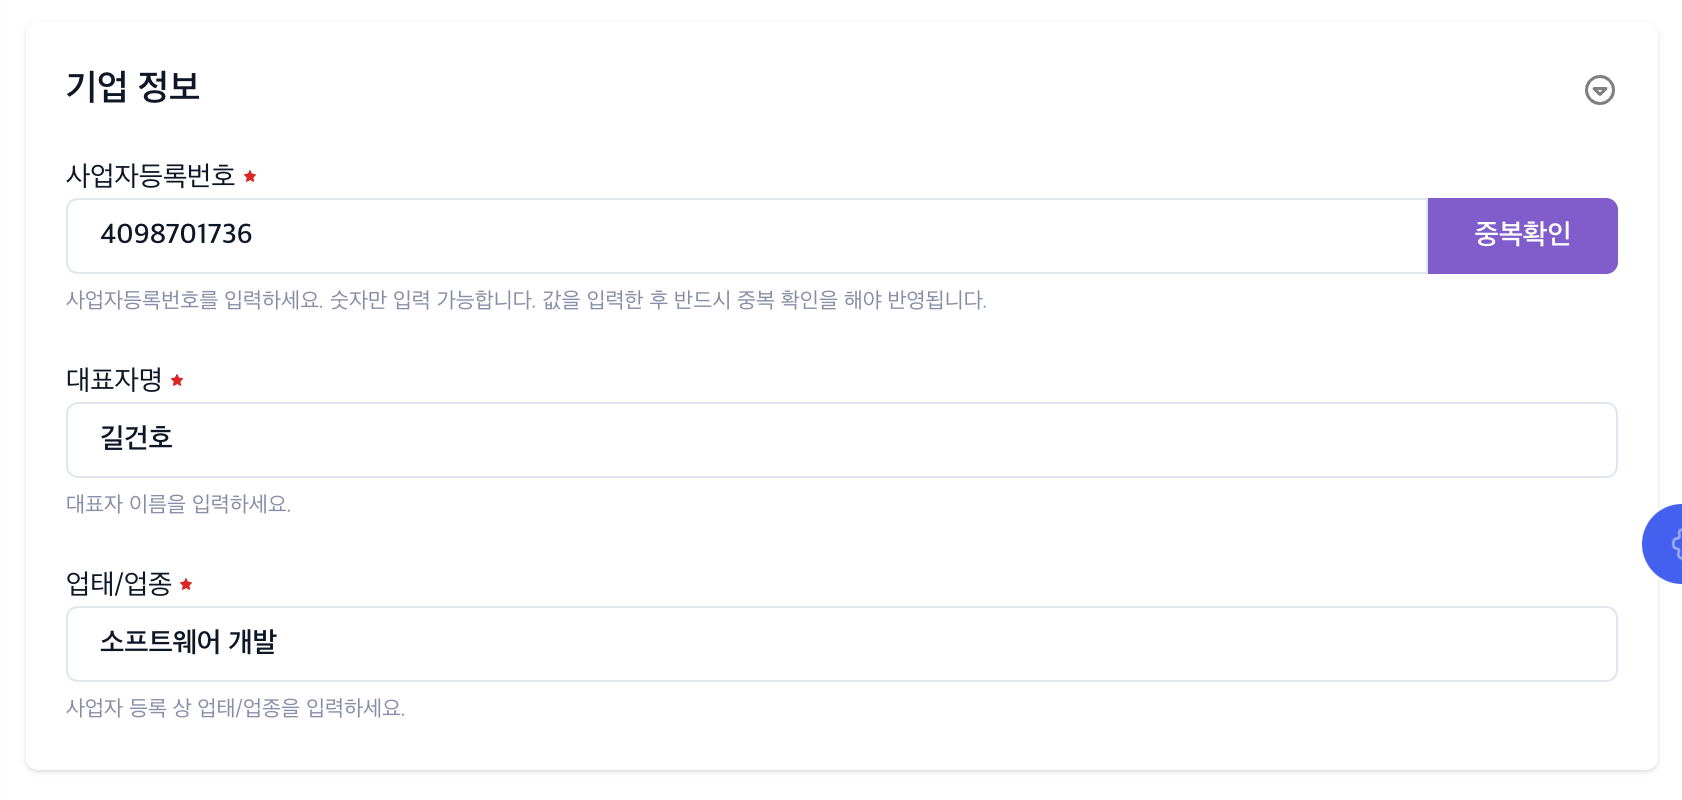 기업 정보
사업자등록번호
4098701736
중복확인
사업자등록번호를 입력하세요. 숫자만 입력 가능합니다. 값을 입력한 후 반드시 중복 확인을 해야 반영됩니다.
대표자명
길건호
대표자 이름을 입력하세요.
업태/업종
소프트웨어 개발
사업자 등록 상 업태/업종을 입력하세요.